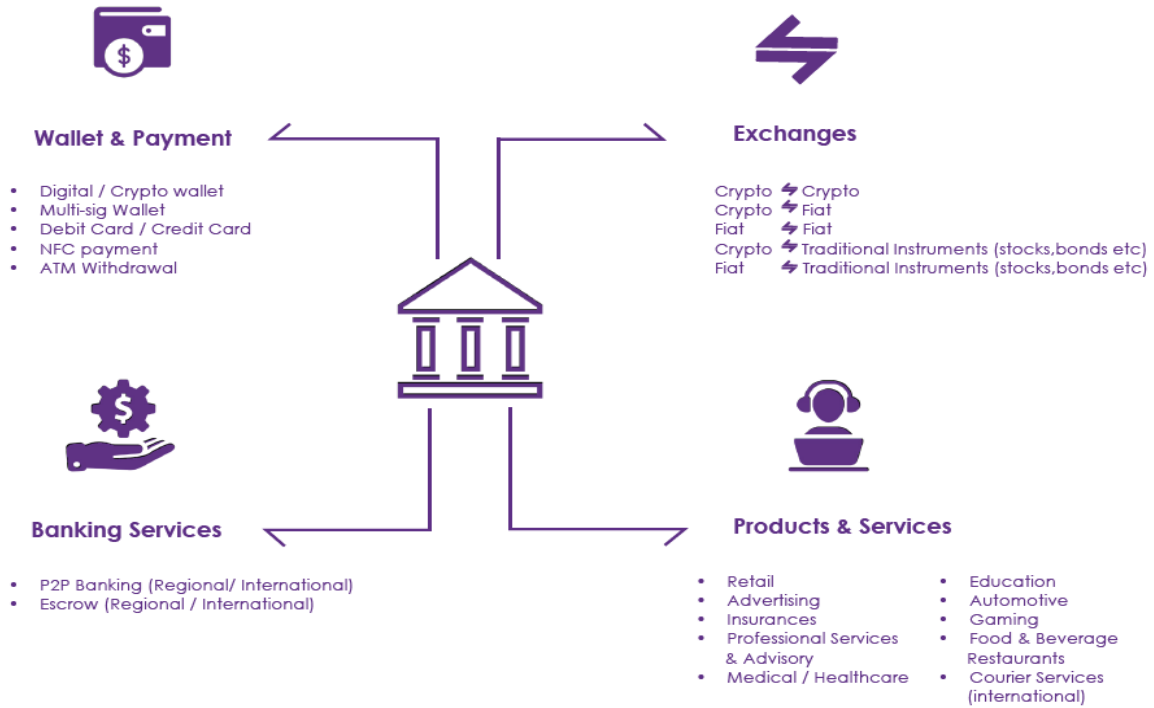 Wallet & Payment
• Digital / Crypto wallet
• Multi-sig Wallet
• Debit Card / Credit Card
• NFC payment
• ATM Withdrawal
Exchanges
Crypto ⇋ Crypto
Crypto ⇋ Fiat
Fiat ⇋ Fiat
Crypto ⇋ Traditional Instruments (stocks,bonds etc)
Fiat ⇋ Traditional Instruments (stocks,bonds etc)
Banking Services
• P2P Banking (Regional/ International)
• Escrow (Regional / International)
Products & Services
• Retail
• Advertising
• Insurances
• Professional Services
& Advisory
• Medical / Healthcare
• Education
• Automotive
• Gaming
• Food & Beverage
Restaurants
• Courier Services
(international)
$
$